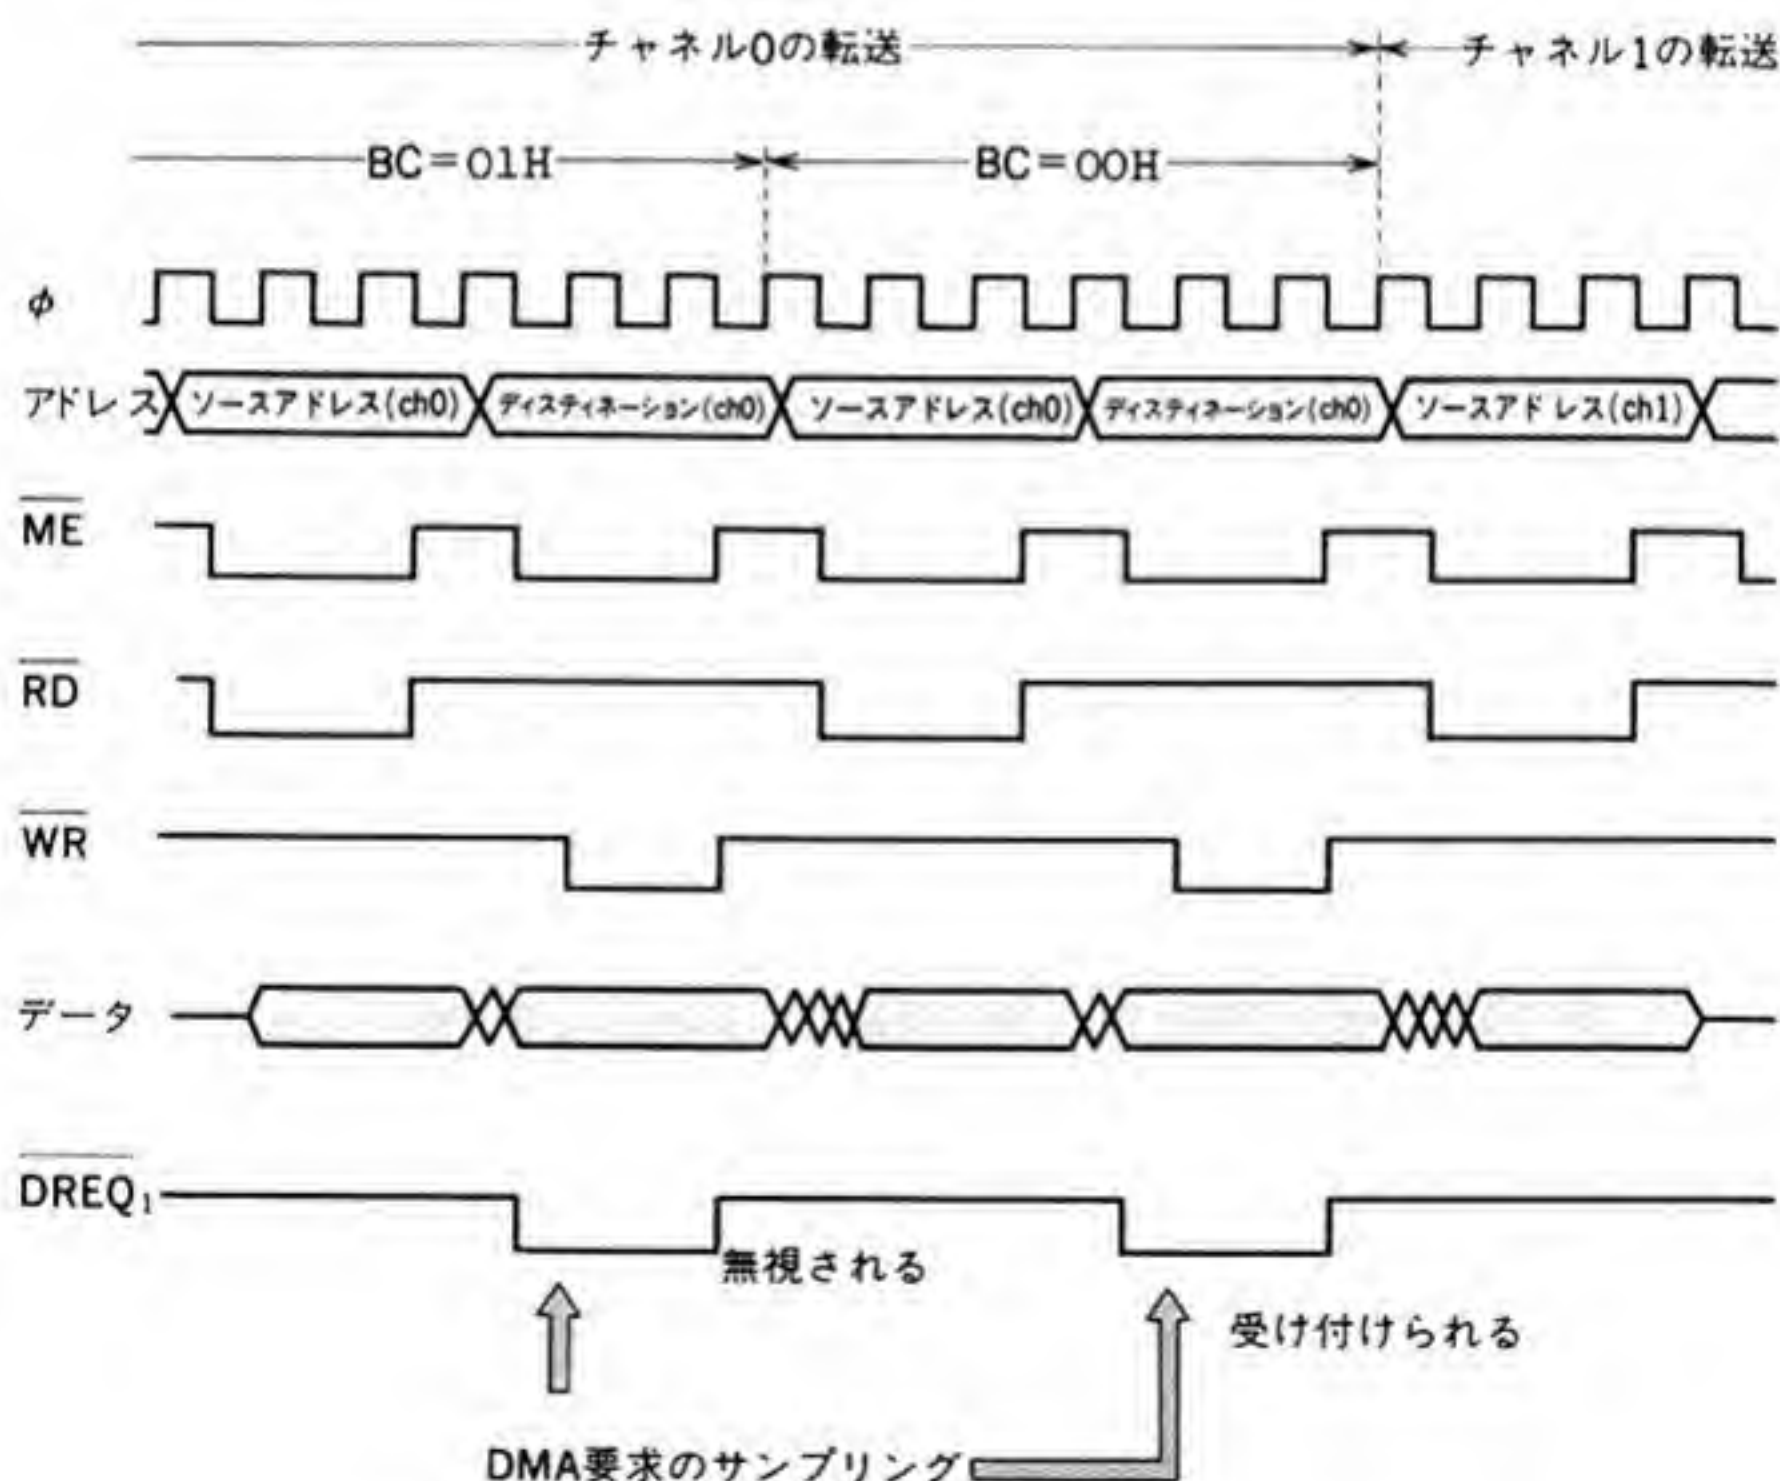 チャネル0の転送 チャネル1の転送
BC=01H BC=00H
φ
アドレス ソースアドレス(ch0) ディスティネーション(ch0) ソースアドレス(ch0) ディスティネーション(ch0) ソースアドレス(ch1)
ME
RD
WR
データ
DREQ₁
無視される
受け付けられる
DMA要求のサンプリング